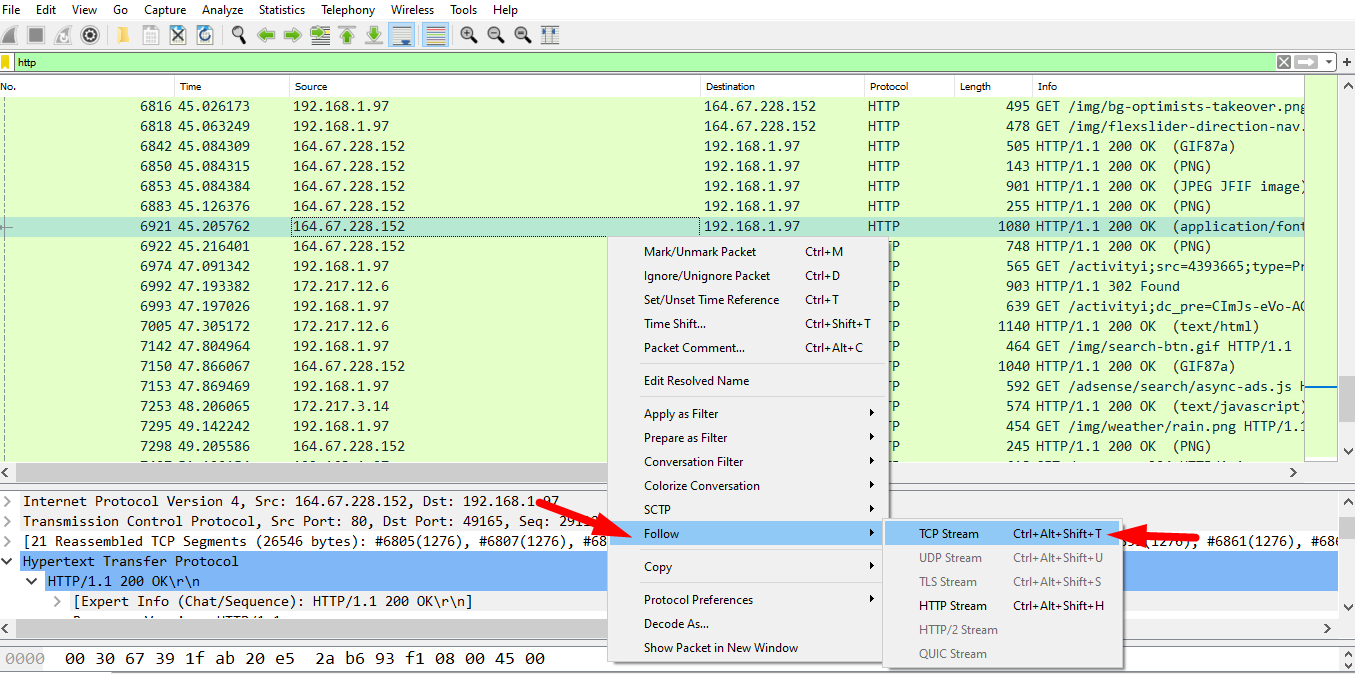 File Edit View Go Capture Analyze Statistics Telephony Wireless Tools Help
http
No. Time Source Destination Protocol Length Info
6816 45.026173 192.168.1.97 164.67.228.152 HTTP 495 GET /img/bg-optimists-takeover.png
6818 45.063249 192.168.1.97 164.67.228.152 HTTP 478 GET /img/flexslider-direction-nav.
6842 45.084309 164.67.228.152 192.168.1.97 HTTP 505 HTTP/1.1 200 OK (GIF87a)
6850 45.084315 164.67.228.152 192.168.1.97 HTTP 143 HTTP/1.1 200 OK (PNG)
6853 45.084384 164.67.228.152 192.168.1.97 HTTP 901 HTTP/1.1 200 OK (JPEG JFIF image)
6883 45.126376 164.67.228.152 192.168.1.97 HTTP 255 HTTP/1.1 200 OK (PNG)
6921 45.205762 164.67.228.152 192.168.1.97 HTTP 1080 HTTP/1.1 200 OK (application/font
6922 45.216401 164.67.228.152 748 HTTP/1.1 200 OK (PNG)
6974 47.091342 192.168.1.97 565 GET /activityi;src=4393665;type=Pr
6992 47.193382 172.217.12.6 903 HTTP/1.1 302 Found
6993 47.197026 192.168.1.97 639 GET /activityi;dc_pre=CImJs-eVo-AC
7005 47.305172 172.217.12.6 1140 HTTP/1.1 200 OK (text/html)
7142 47.804964 192.168.1.97 464 GET /img/search-btn.gif HTTP/1.1
7150 47.866067 164.67.228.152 1040 HTTP/1.1 200 OK (GIF87a)
7153 47.869469 192.168.1.97 592 GET /adsense/search/async-ads.js H
7253 48.206065 172.217.3.14 574 HTTP/1.1 200 OK (text/javascript)
7295 49.142242 192.168.1.97 454 GET /img/weather/rain.png HTTP/1.1
7298 49.205586 164.67.228.152 245 HTTP/1.1 200 OK (PNG)
Mark/Unmark Packet Ctrl+M
Ignore/Unignore Packet Ctrl+D
Set/Unset Time Reference Ctrl+T
Time Shift... Ctrl+Shift+T
Packet Comment... Ctrl+Alt+C
Edit Resolved Name
Apply as Filter
Prepare as Filter
Conversation Filter
Colorize Conversation
SCTP
Follow
Copy
Protocol Preferences
Decode As...
Show Packet in New Window
TCP Stream Ctrl+Alt+Shift+T
UDP Stream Ctrl+Alt+Shift+U
TLS Stream Ctrl+Alt+Shift+S
HTTP Stream Ctrl+Alt+Shift+H
HTTP/2 Stream
QUIC Stream
Internet Protocol Version 4, Src: 164.67.228.152, Dst: 192.168.1.97
Transmission Control Protocol, Src Port: 80, Dst Port: 49165, Seq:
[21 Reassembled TCP Segments (26546 bytes): #6805(1276), #6807(1276), (1276), #6861(1276),
Hypertext Transfer Protocol
HTTP/1.1 200 OK\r\n
[Expert Info (Chat/Sequence): HTTP/1.1 200 OK\r\n]
0000 00 30 67 39 1f ab 20 e5 2a b6 93 f1 08 00 45 00